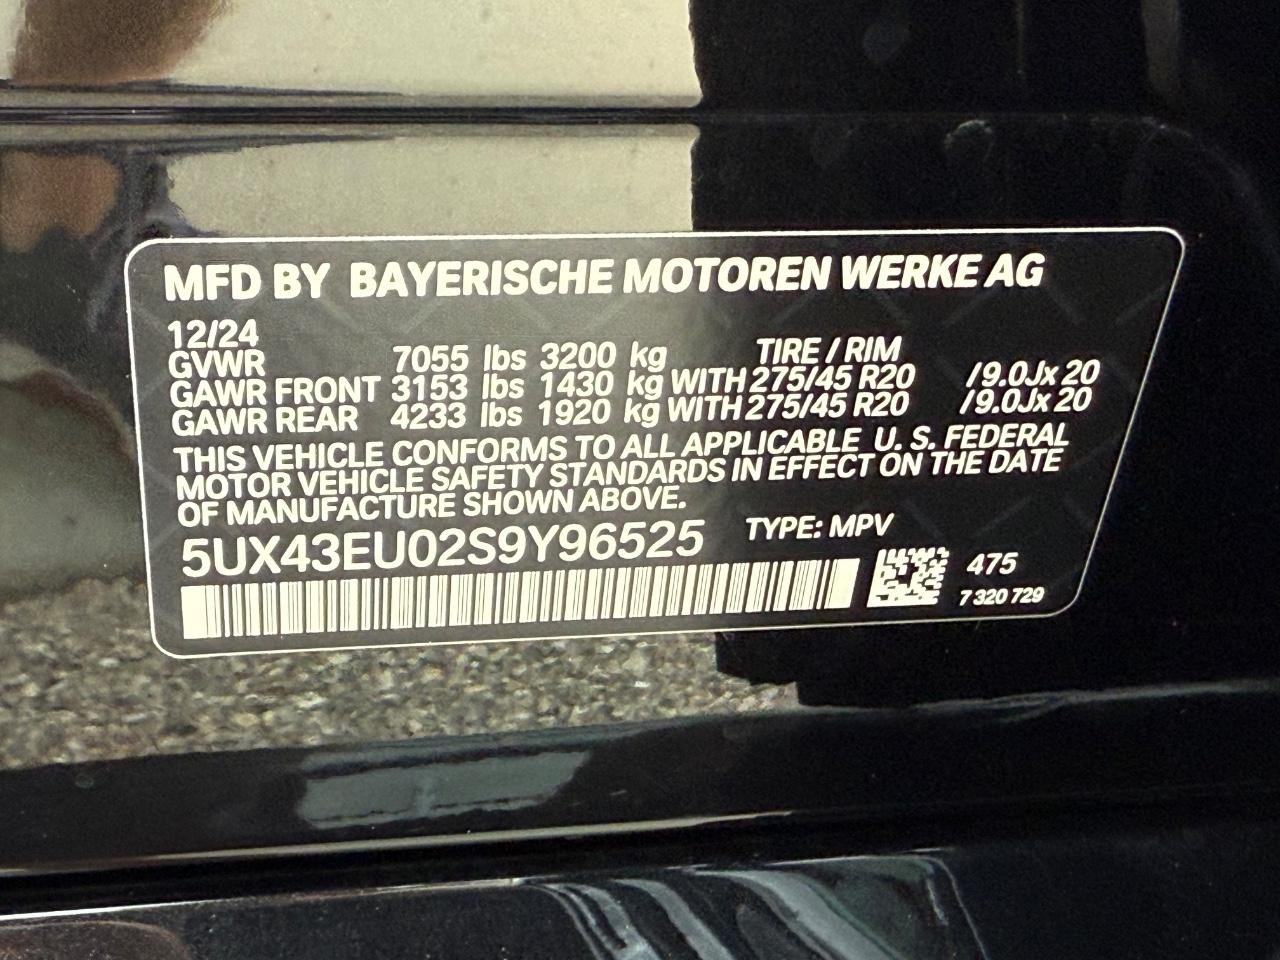 MFD BY BAYERISCHE MOTOREN WERKE AG
12/24
GVWR 7055 lbs 3200 kg TIRE / RIM
GAWR FRONT 3153 lbs 1430 kg WITH 275/45 R20 /9.0Jx 20
GAWR REAR 4233 lbs 1920 kg WITH 275/45 R20 /9.0Jx 20
THIS VEHICLE CONFORMS TO ALL APPLICABLE U. S. FEDERAL
MOTOR VEHICLE SAFETY STANDARDS IN EFFECT ON THE DATE
OF MANUFACTURE SHOWN ABOVE.
5UX43EU02S9Y96525 TYPE: MPV
475
7 320 729